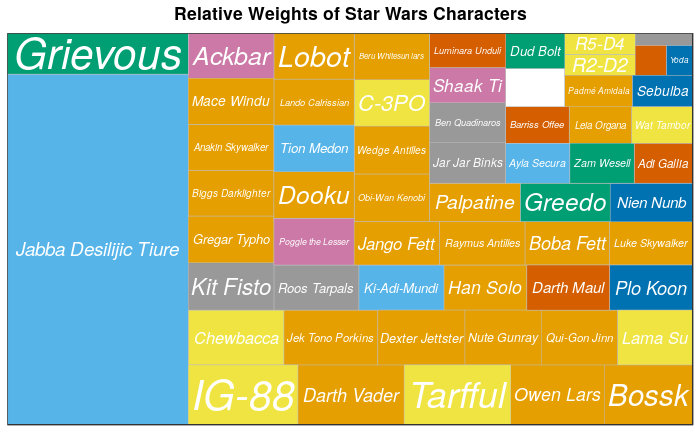 Relative Weights of Star Wars Characters
Grievous
Jabba Desilijic Tiure
Ackbar
Lobot
Beru Whitesun lars
Luminara Unduli
Dud Bolt
R5-D4
R2-D2
Yoda
Mace Windu
Lando Calrissian
C-3PO
Shaak Ti
Padmé Amidala
Sebulba
Anakin Skywalker
Tion Medon
Wedge Antilles
Ben Quadinaros
Barriss Offee
Leia Organa
Wat Tambor
Jar Jar Binks
Ayla Secura
Zam Wesell
Adi Gallia
Biggs Darklighter
Dooku
Obi-Wan Kenobi
Palpatine
Greedo
Nien Nunb
Gregar Typho
Poggle the Lesser
Jango Fett
Raymus Antilles
Boba Fett
Luke Skywalker
Kit Fisto
Roos Tarpals
Ki-Adi-Mundi
Han Solo
Darth Maul
Plo Koon
Chewbacca
Jek Tono Porkins
Dexter Jettster
Nute Gunray
Qui-Gon Jinn
Lama Su
IG-88
Darth Vader
Tarfful
Owen Lars
Bossk